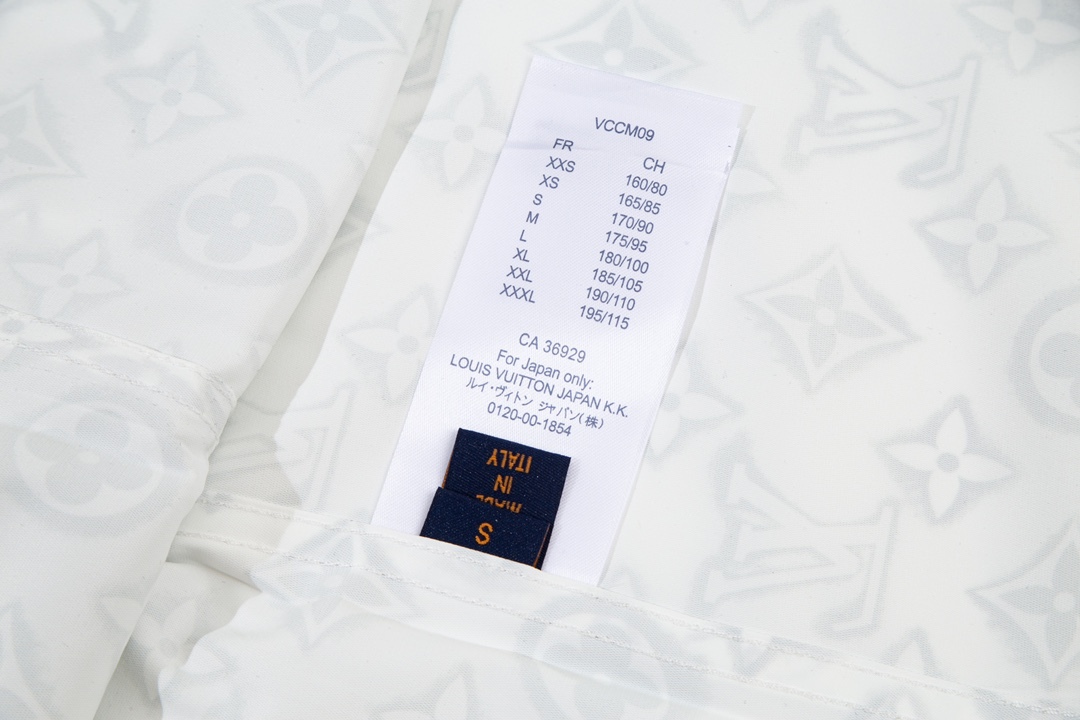 VCCM09
FR CH
XXS 160/80
XS 165/85
S 170/90
M 175/95
L 180/100
XL 185/105
XXL 190/110
XXXL 195/115
CA 36929
For Japan only:
LOUIS VUITTON JAPAN K.K.
ルイ・ヴィトン ジャパン(株)
0120-00-1854
MADE
IN
ITALY
S